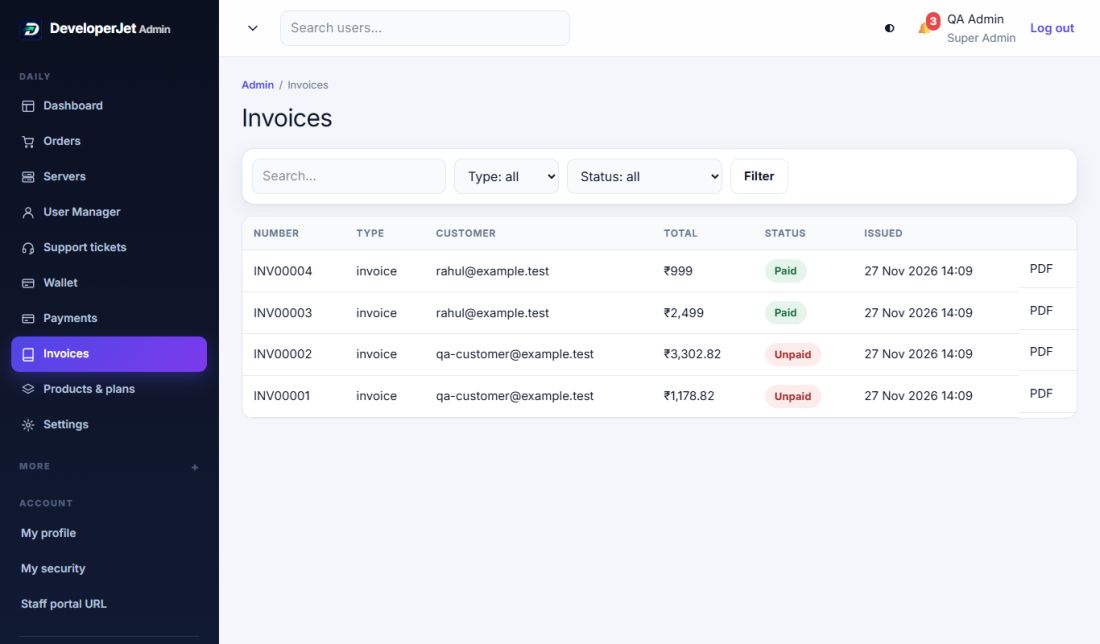 DeveloperJet Admin
Search users...
3
QA Admin
Super Admin
Log out
DAILY
Dashboard
Orders
Servers
User Manager
Support tickets
Wallet
Payments
Invoices
Products & plans
Settings
MORE +
ACCOUNT
My profile
My security
Staff portal URL
Admin / Invoices
Invoices
Search... Type: all Status: all Filter
NUMBER TYPE CUSTOMER TOTAL STATUS ISSUED
INV00004 invoice rahul@example.test ₹999 Paid 27 Nov 2026 14:09 PDF
INV00003 invoice rahul@example.test ₹2,499 Paid 27 Nov 2026 14:09 PDF
INV00002 invoice qa-customer@example.test ₹3,302.82 Unpaid 27 Nov 2026 14:09 PDF
INV00001 invoice qa-customer@example.test ₹1,178.82 Unpaid 27 Nov 2026 14:09 PDF